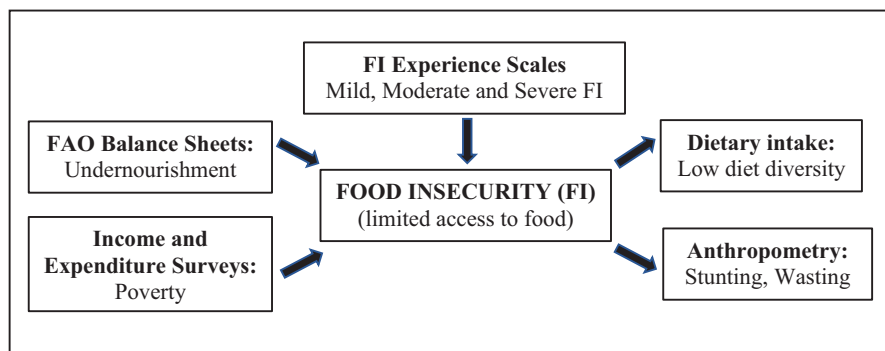 FI Experience Scales
Mild, Moderate and Severe FI
FAO Balance Sheets:
Undernourishment
Dietary intake:
Low diet diversity
FOOD INSECURITY (FI)
(limited access to food)
Income and
Expenditure Surveys:
Poverty
Anthropometry:
Stunting, Wasting